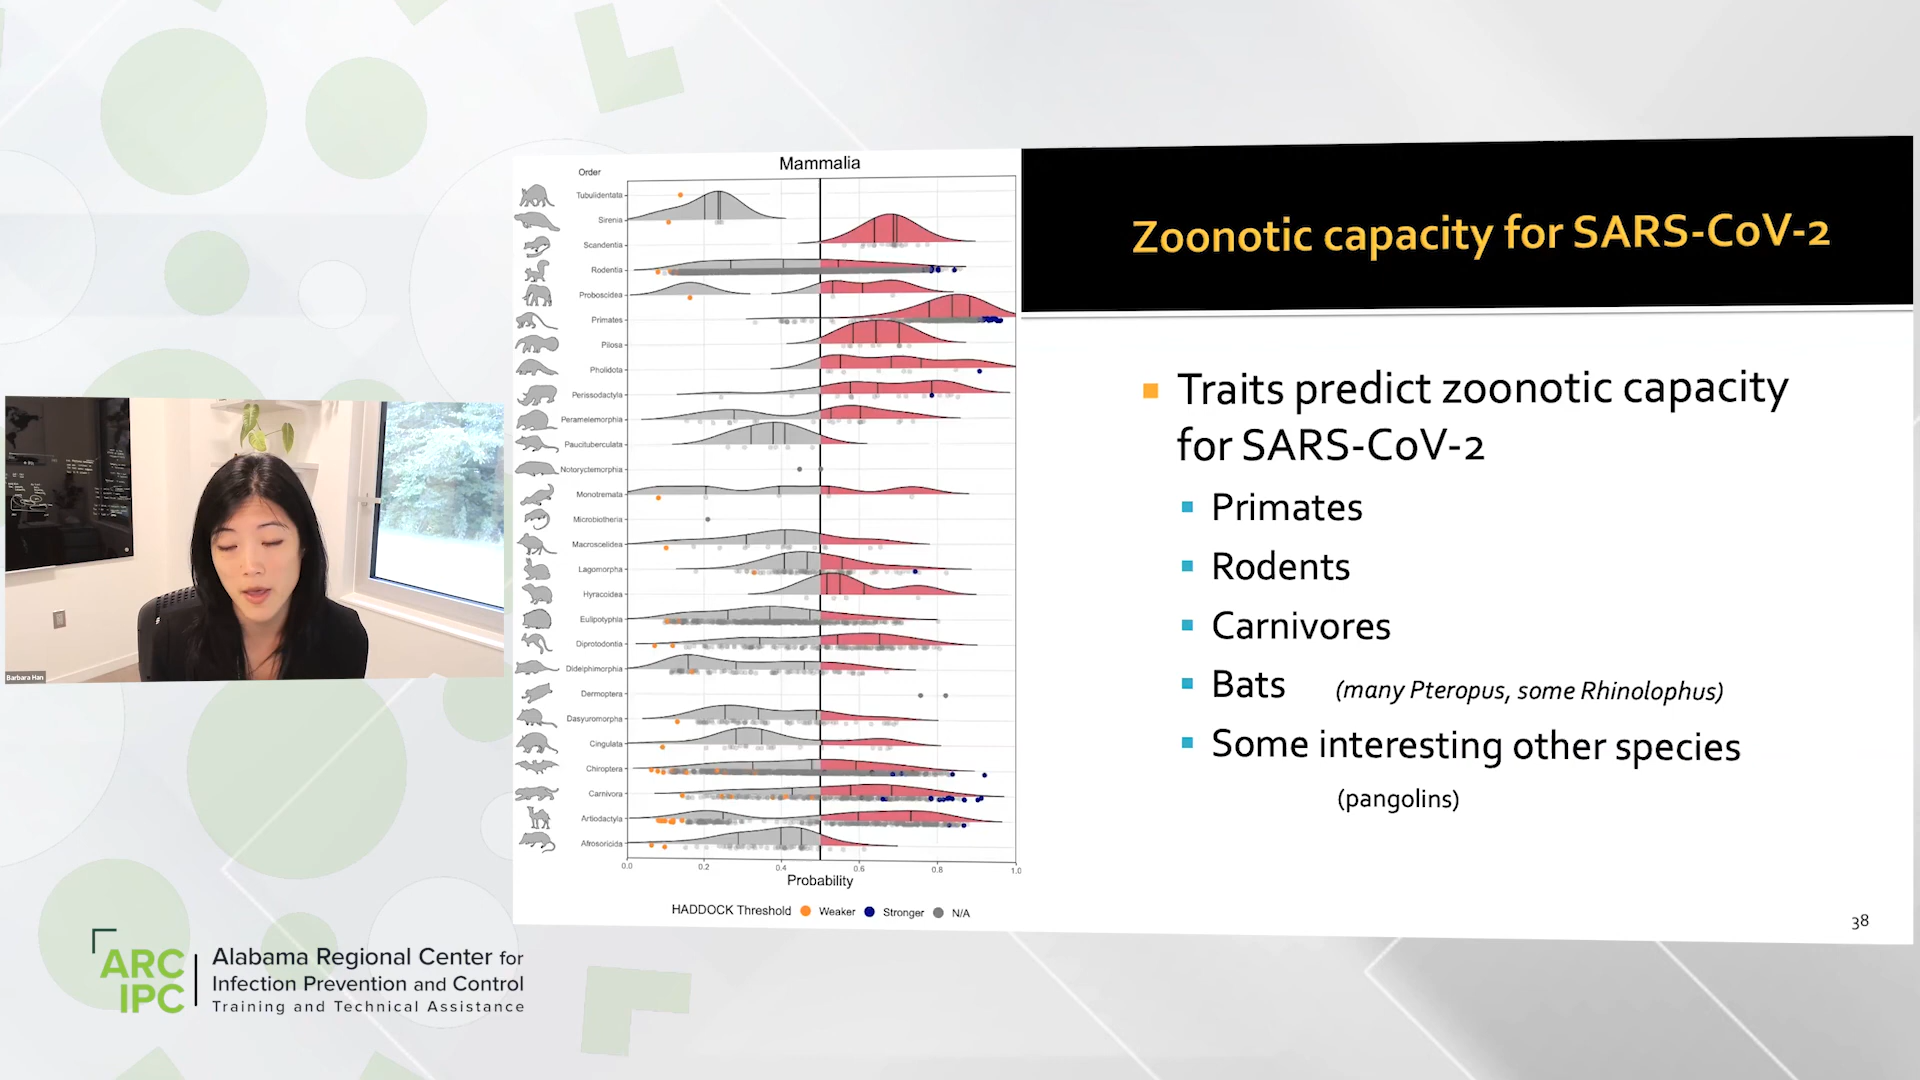 Mammalia
Order
Tubulidentata
Sirenia
Scandentia
Rodentia
Proboscidea
Primates
Pilosa
Pholidota
Perissodactyla
Peramelemorphia
Paucituberculata
Notoryctemorphia
Monotremata
Microbiotheria
Macroscelidea
Lagomorpha
Hyracoidea
Eulipotyphla
Diprotodontia
Didelphimorphia
Dermoptera
Dasyuromorpha
Cingulata
Chiroptera
Carnivora
Artiodactyla
Afrosoricida
0.0 0.2 0.4 0.6 0.8 1.0
Probability
HADDOCK Threshold Weaker Stronger N/A
Zoonotic capacity for SARS-CoV-2
Traits predict zoonotic capacity
for SARS-CoV-2
Primates
Rodents
Carnivores
Bats (many Pteropus, some Rhinolophus)
Some interesting other species
(pangolins)
38
Barbara Han
ARC
IPC
Alabama Regional Center for
Infection Prevention and Control
Training and Technical Assistance